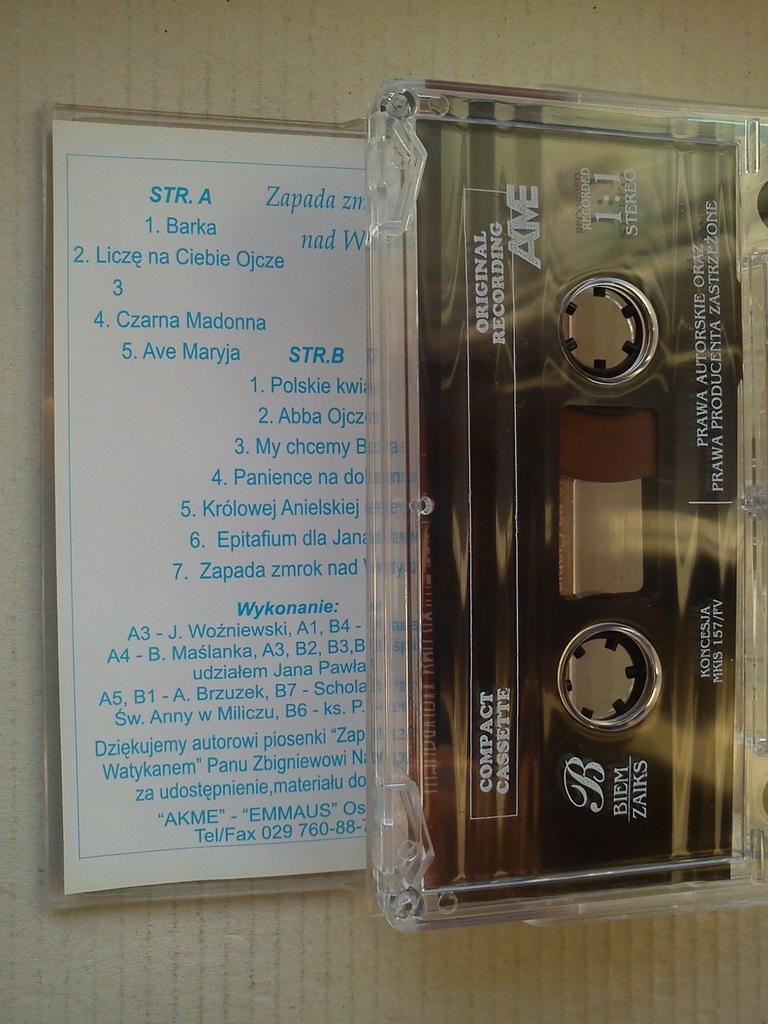 STR. A
Zapada
nad
1. Barka
2. Liczę na Ciebie Ojcze
3
4. Czarna Madonna
5. Ave Maryja
STR.B
1. Polskie
2. Abba Ojcze
3. My chcemy
4. Panience na
5. Królowej Anielskiej
6. Epitafium dla Jana
7. Zapada zmrok nad
Wykonanie:
A3 - J. Woźniewski, A1, B4 -
A4 - B. Maślanka, A3, B2, B3,
udziałem Jana Pawła
A5, B1 - A. Brzuzek, B7 - Schola
Św. Anny w Miliczu, B6 - ks. P.
Dziękujemy autorowi piosenki
Watykanem" Panu Zbigniewowi
za udostępnienie,materiału do
"AKME" - "EMMAUS"
Tel/Fax 029 760-88-
ORIGINAL
RECORDING
AKME
RECORDED
1:1
STEREO
PRAWA AUTORSKIE ORAZ
PRAWA PRODUCENTA ZASTRZEŻONE
COMPACT
CASSETTE
B
BIEM
ZAIKS
KONCESJA
MKIS 157/FV